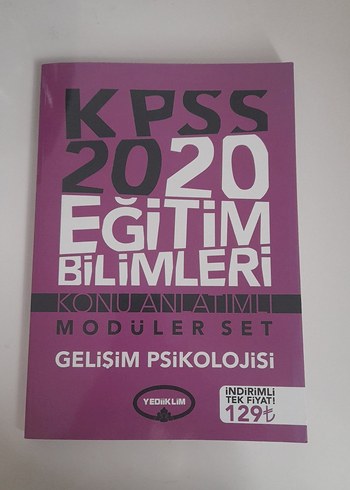 KPSS
2020
EĞİTİM
BİLİMLERİ
KONU ANLATIMLI
MODÜLER SET
GELİŞİM PSİKOLOJİSİ
YEDİİKLİM
İNDİRİMLİ
TEK FİYAT!
129₺